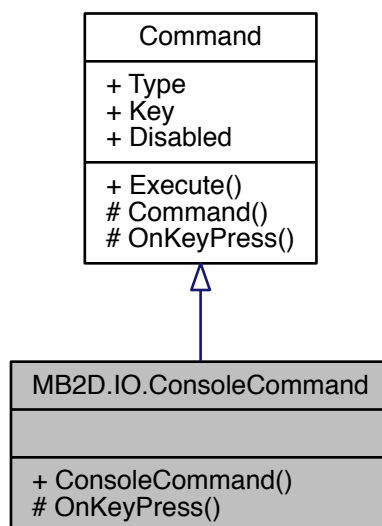 Command
+ Type
+ Key
+ Disabled
+ Execute()
# Command()
# OnKeyPress()
MB2D.IO.ConsoleCommand
+ ConsoleCommand()
# OnKeyPress()